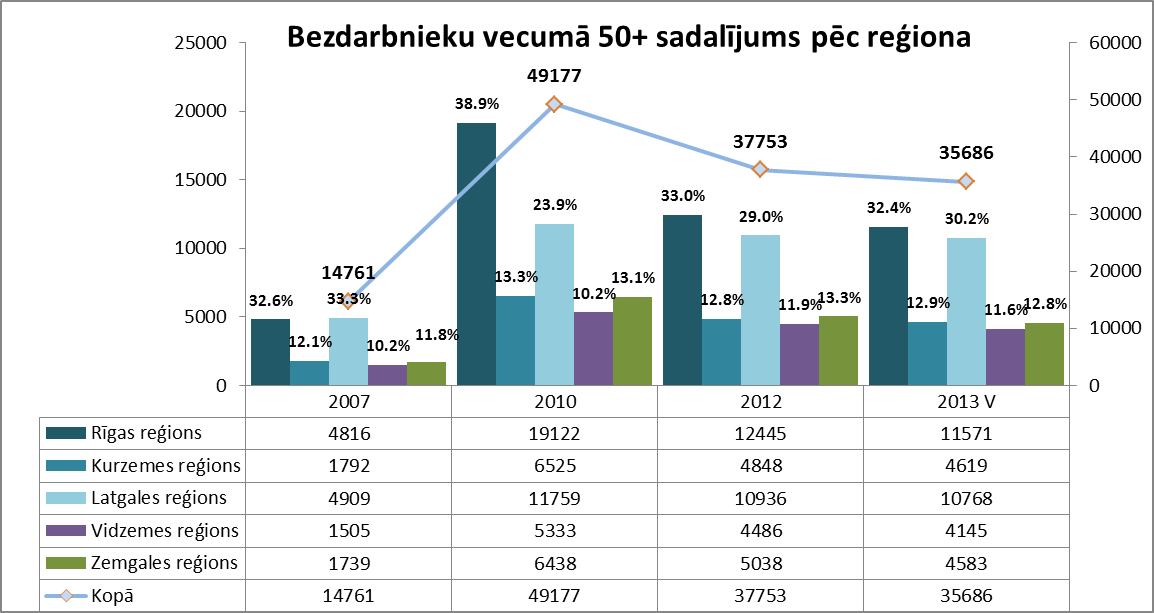 Bezdarbnieku vecumā 50+ sadalījums pēc reģiona
25000 60000
20000 50000
15000 40000
10000 30000
5000 20000
0 10000
0
14761 49177 37753 35686
32.6% 12.1% 33.3% 10.2% 11.8%
38.9% 13.3% 23.9% 10.2% 13.1%
33.0% 12.8% 29.0% 11.9% 13.3%
32.4% 12.9% 30.2% 11.6% 12.8%
2007 2010 2012 2013 V
Rīgas reģions 4816 19122 12445 11571
Kurzemes reģions 1792 6525 4848 4619
Latgales reģions 4909 11759 10936 10768
Vidzemes reģions 1505 5333 4486 4145
Zemgales reģions 1739 6438 5038 4583
Kopā 14761 49177 37753 35686